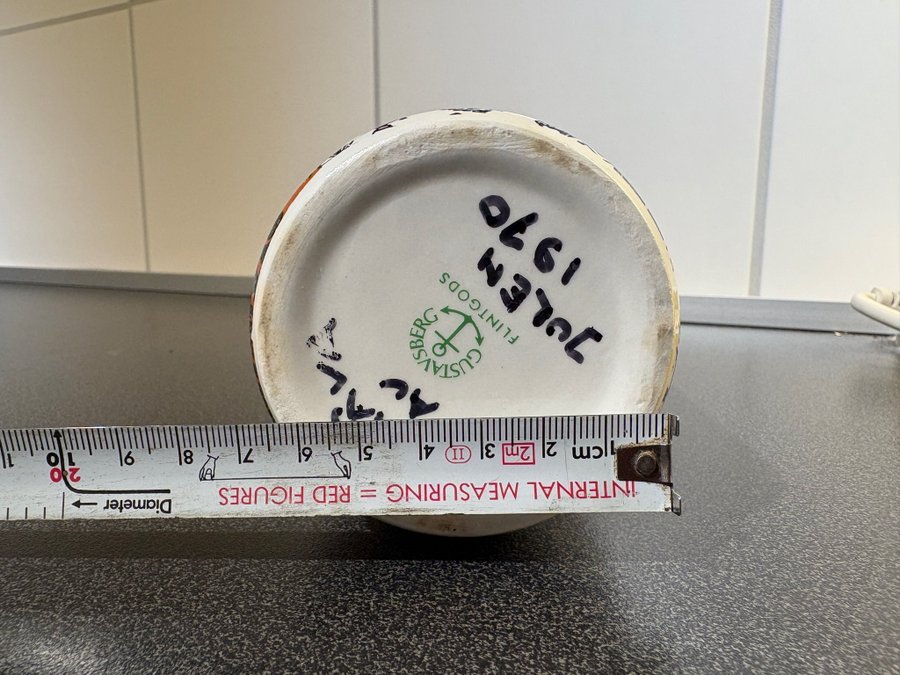 JULEN
1970
GUSTAVSBERG
FLINTGODS
INTERNAL MEASURING = RED FIGURES
Diameter
1cm 2 2m 3 II 4 5 6 7 8 9 10
20